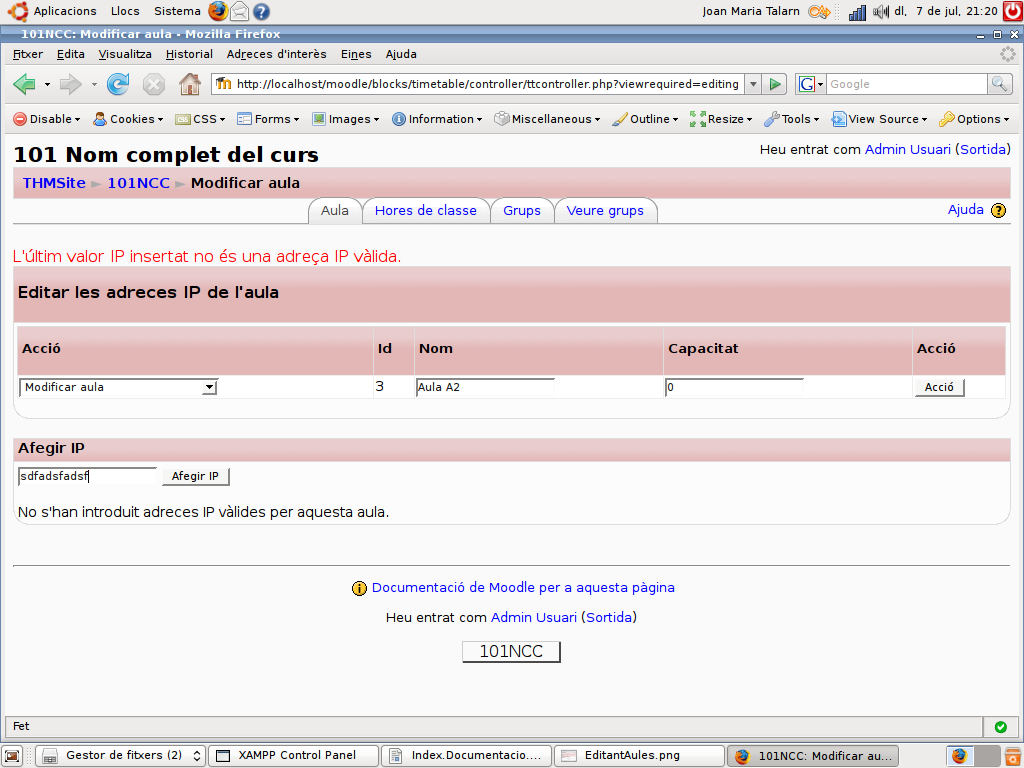 Aplicacions Llocs Sistema Joan Maria Talarn dl, 7 de jul, 21:20
101NCC: Modificar aula - Mozilla Firefox
Fitxer Edita Visualitza Historial Adreces d'interès Eines Ajuda
http://localhost/moodle/blocks/timetable/controller/ttcontroller.php?viewrequired=editing G Google
Disable Cookies CSS Forms Images Information Miscellaneous Outline Resize Tools View Source Options
101 Nom complet del curs Heu entrat com Admin Usuari (Sortida)
THMSite ► 101NCC ► Modificar aula
Aula Hores de classe Grups Veure grups Ajuda
L'últim valor IP insertat no és una adreça IP vàlida.
Editar les adreces IP de l'aula
Acció Id Nom Capacitat Acció
Modificar aula 3 Aula A2 0 Acció
Afegir IP
sdfadsfadsf Afegir IP
No s'han introduit adreces IP vàlides per aquesta aula.
Documentació de Moodle per a aquesta pàgina
Heu entrat com Admin Usuari (Sortida)
101NCC
Fet
Gestor de fitxers (2) XAMPP Control Panel Index.Documentacio.... EditantAules.png 101NCC: Modificar au...